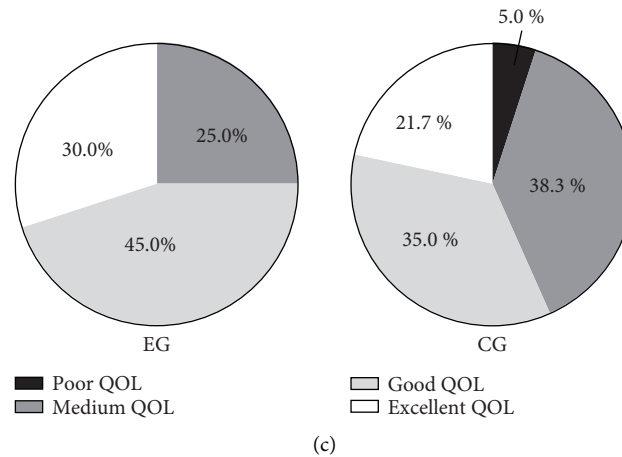 5.0 %
30.0%
25.0%
45.0%
21.7 %
38.3 %
35.0 %
EG
CG
Poor QOL
Medium QOL
Good QOL
Excellent QOL
(c)